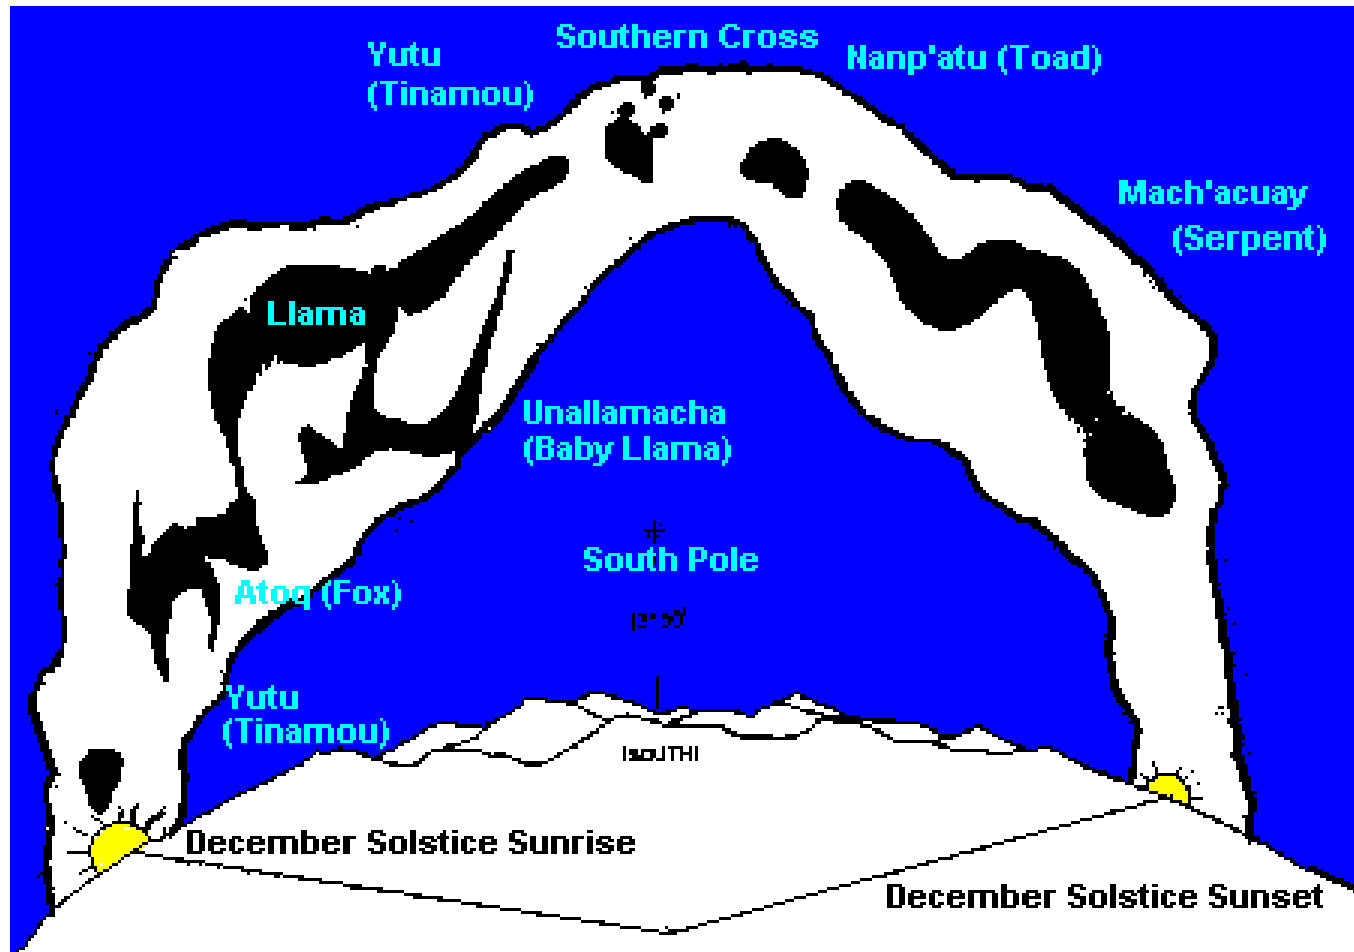 Southern Cross
Yutu
(Tinamou)
Nanp'atu (Toad)
Mach'acuay
(Serpent)
Llama
Unallamacha
(Baby Llama)
South Pole
Atoq (Fox)
Yutu
(Tinamou)
(SOUTH)
December Solstice Sunrise
December Solstice Sunset